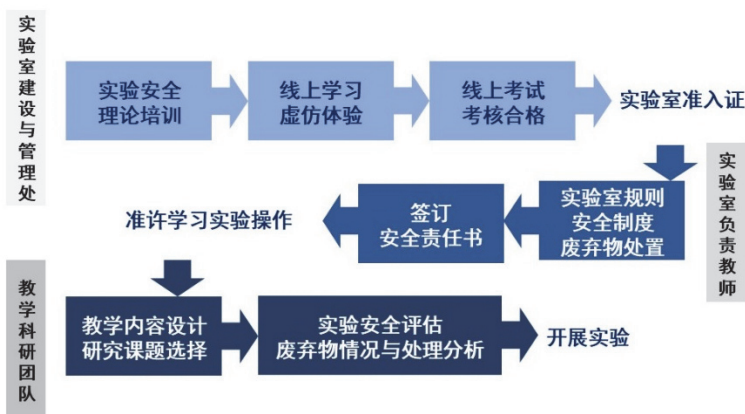 实验室建设与管理处
实验安全
理论培训
线上学习
虚仿体验
线上考试
考核合格
实验室准入证
实验室负责教师
实验室规则
安全制度
废弃物处置
签订
安全责任书
准许学习实验操作
教学科研团队
教学内容设计
研究课题选择
实验安全评估
废弃物情况与处理分析
开展实验